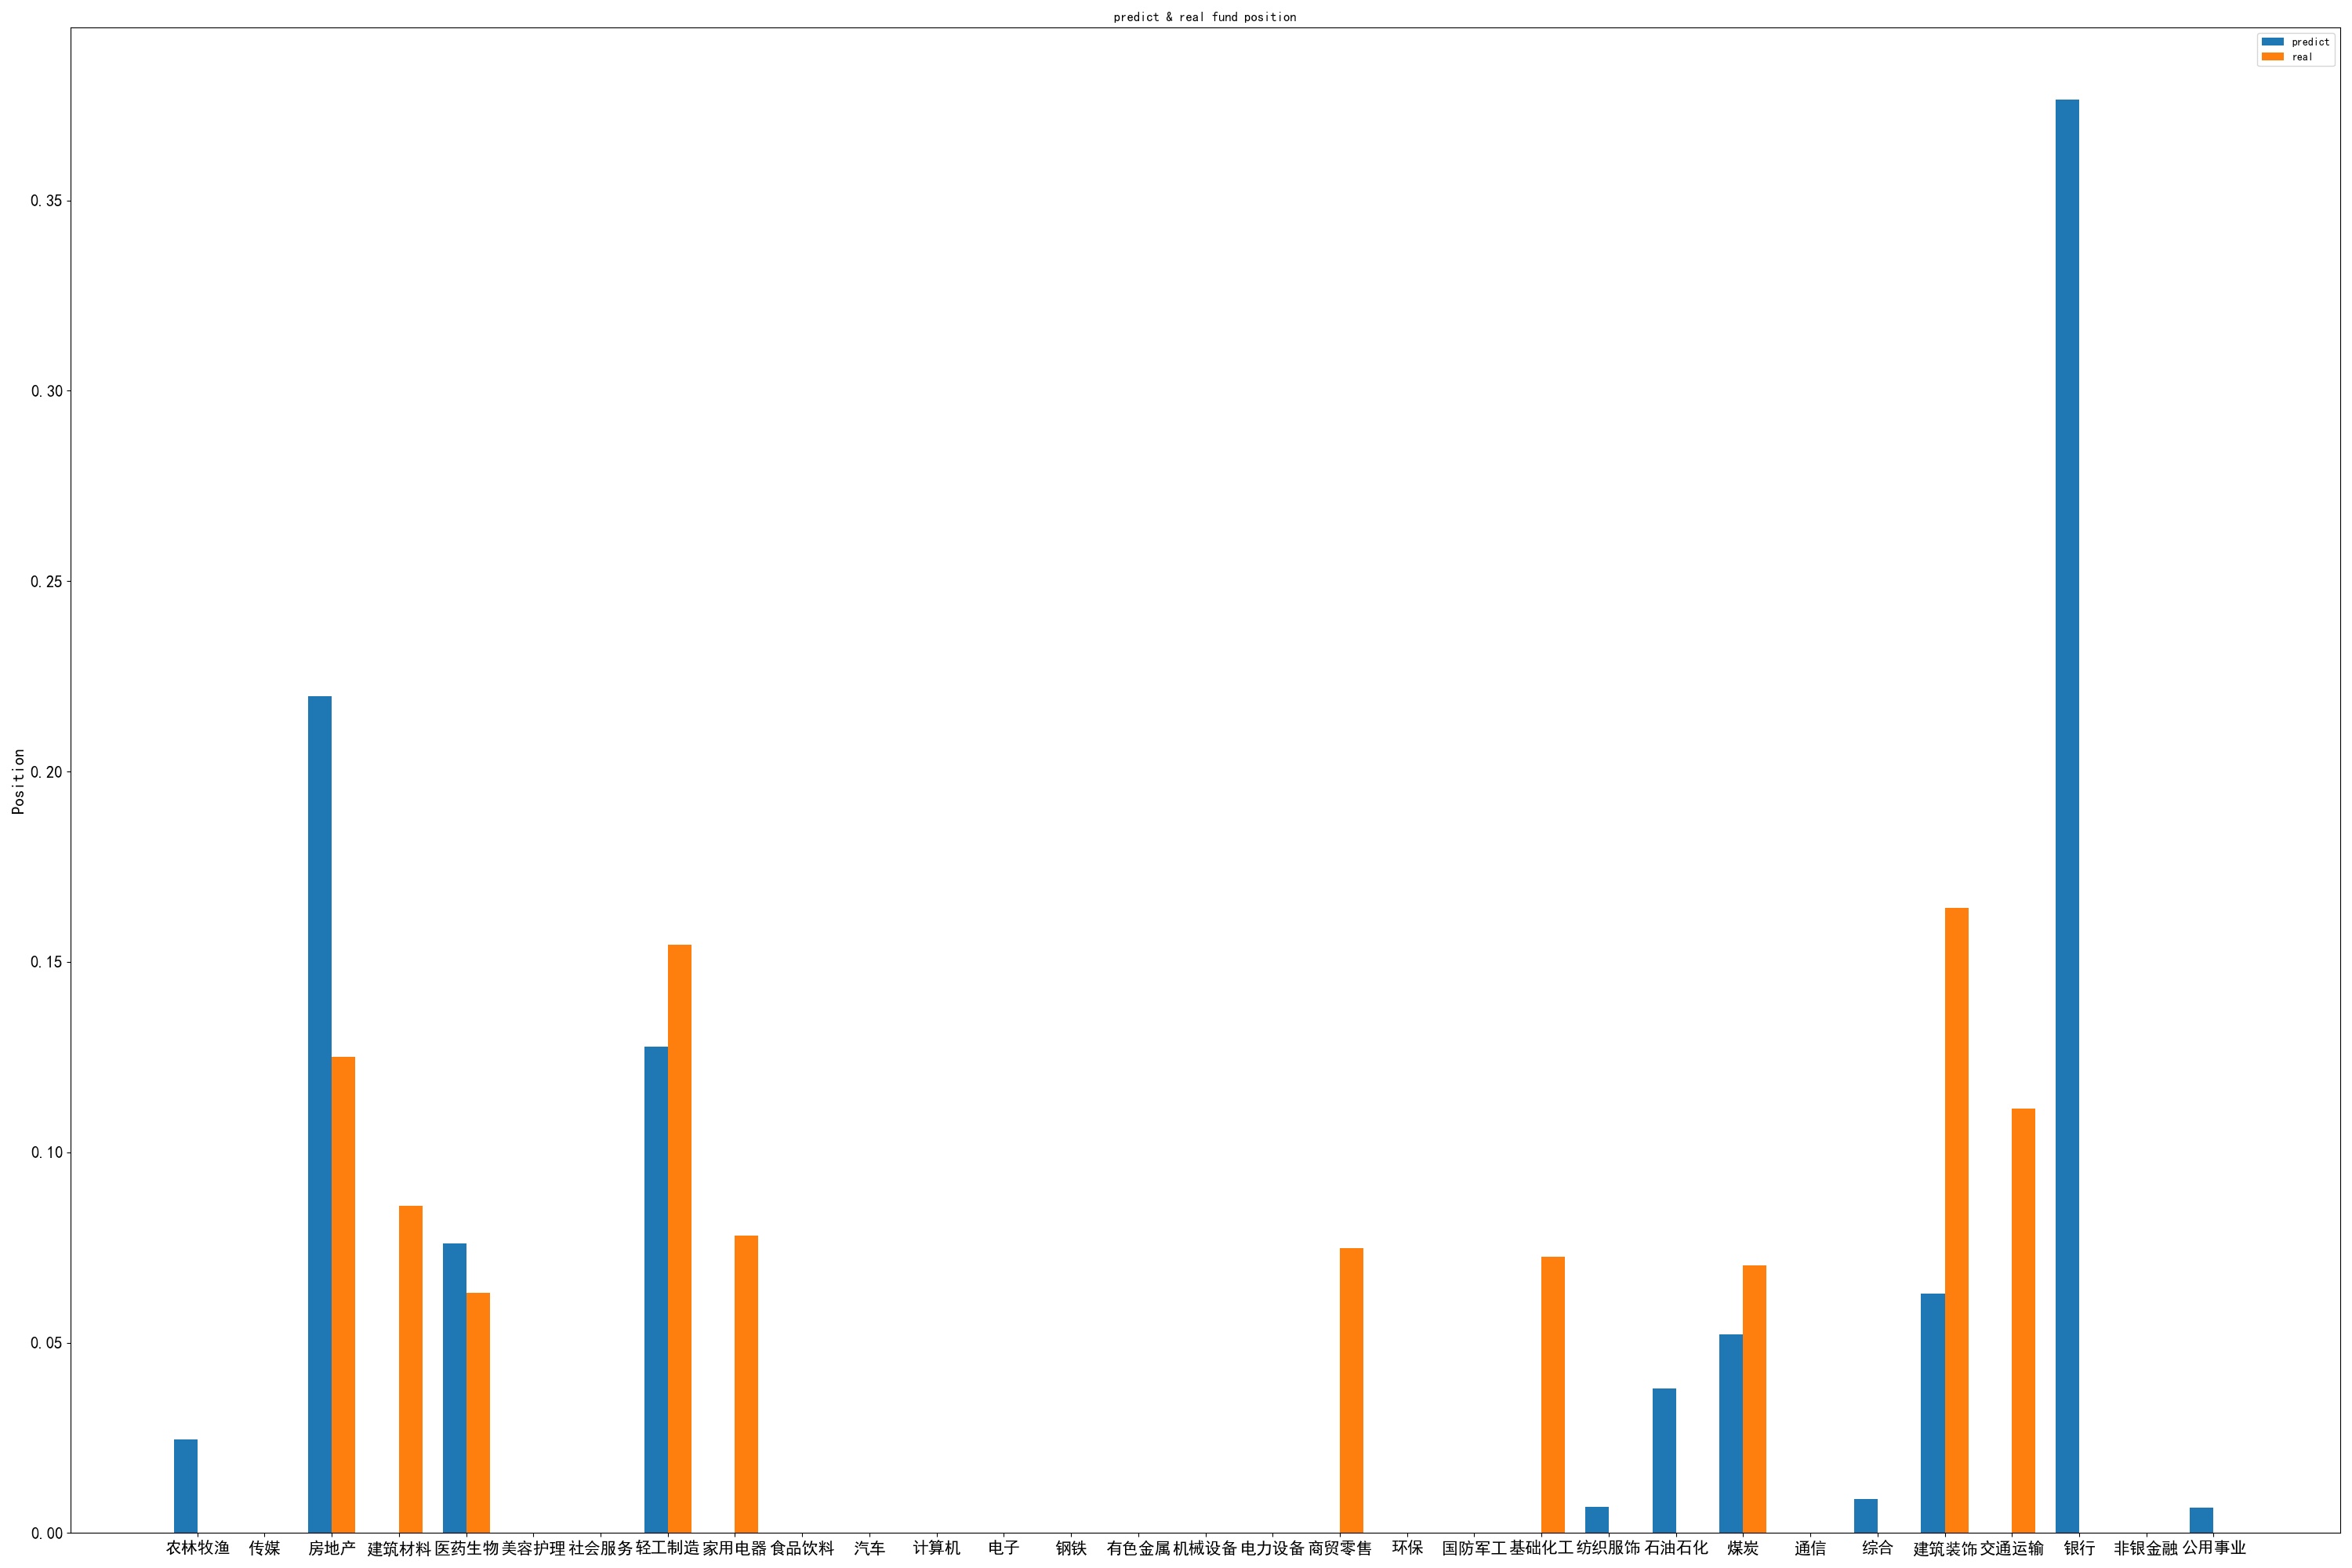 predict & real fund position
predict
real
0.35
0.30
0.25
0.20
0.15
0.10
0.05
0.00
Position
农林牧渔 传媒 房地产 建筑材料 医药生物 美容护理 社会服务 轻工制造 家用电器 食品饮料 汽车 计算机 电子 钢铁 有色金属 机械设备 电力设备 商贸零售 环保 国防军工 基础化工 纺织服饰 石油石化 煤炭 通信 综合 建筑装饰 交通运输 银行 非银金融 公用事业